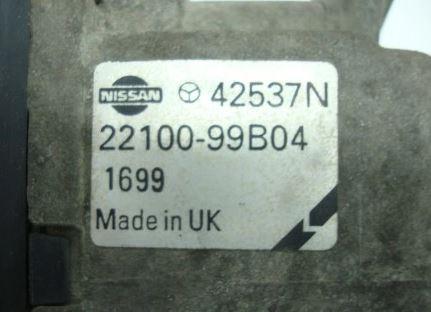 NISSAN 42537N
22100-99B04
1699
Made in UK
L